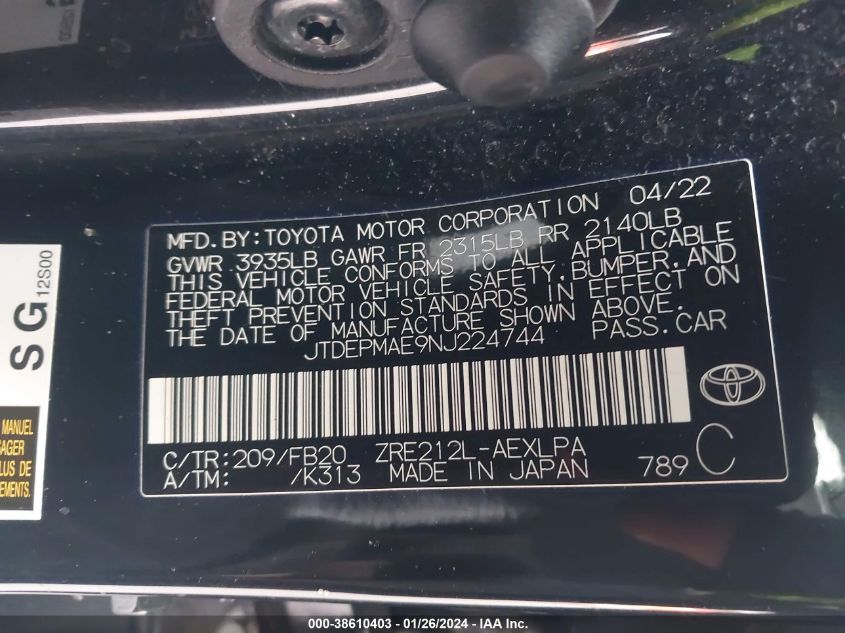 MFD. BY: TOYOTA MOTOR CORPORATION 04/22
GVWR 3935LB GAWR FR 2315LB RR 2140LB
THIS VEHICLE CONFORMS TO ALL APPLICABLE
FEDERAL MOTOR VEHICLE SAFETY, BUMPER, AND
THEFT PREVENTION STANDARDS IN EFFECT ON
THE DATE OF MANUFACTURE SHOWN ABOVE.
JTDEPMAE9NJ224744 PASS. CAR
C/TR: 209/FB20 ZRE212L-AEXLPA
A/TM: /K313 MADE IN JAPAN 789 C
SG 12S00
MANUEL
EMENTS.
000-38610403 - 01/26/2024 - IAA Inc.